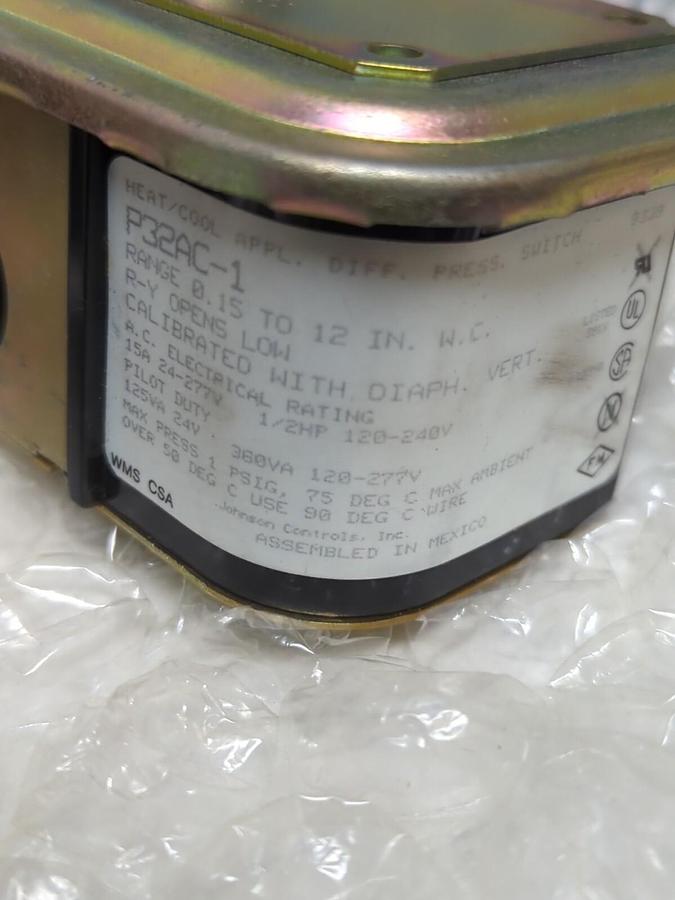 HEAT/COOL APPL. DIFF. PRESS. SWITCH
P32AC-1
RANGE 0.15 TO 12 IN. W.C.
R-Y OPENS LOW
CALIBRATED WITH DIAPH. VERT.
A.C. ELECTRICAL RATING
15A 24-277V 1/2HP 120-240V
PILOT DUTY
125VA 24V. 360VA 120-277V
MAX PRESS 1 PSIG, 75 DEG C MAX AMBIENT
OVER 50 DEG C USE 90 DEG C WIRE
WMS CSA
Johnson Controls, Inc.
ASSEMBLED IN MEXICO
LISTED
UL